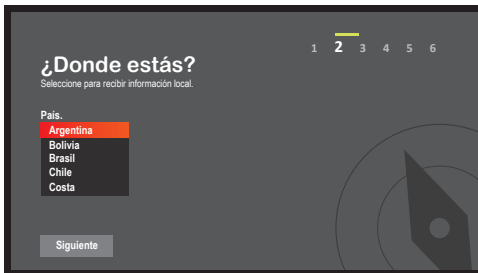 1 2 3 4 5 6
¿Donde estás?
Seleccione para recibir información local.
País.
Argentina
Bolivia
Brasil
Chile
Costa
Siguiente